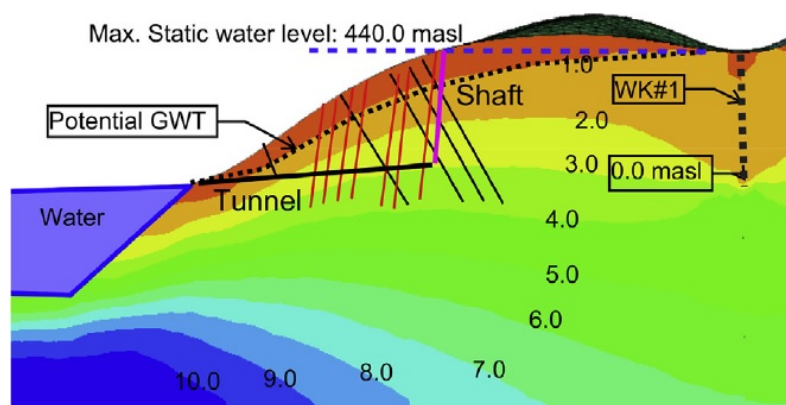 Max. Static water level: 440.0 masl
1.0
Shaft
WK#1
Potential GWT
2.0
3.0
0.0 masl
Tunnel
Water
4.0
5.0
6.0
7.0
8.0
9.0
10.0